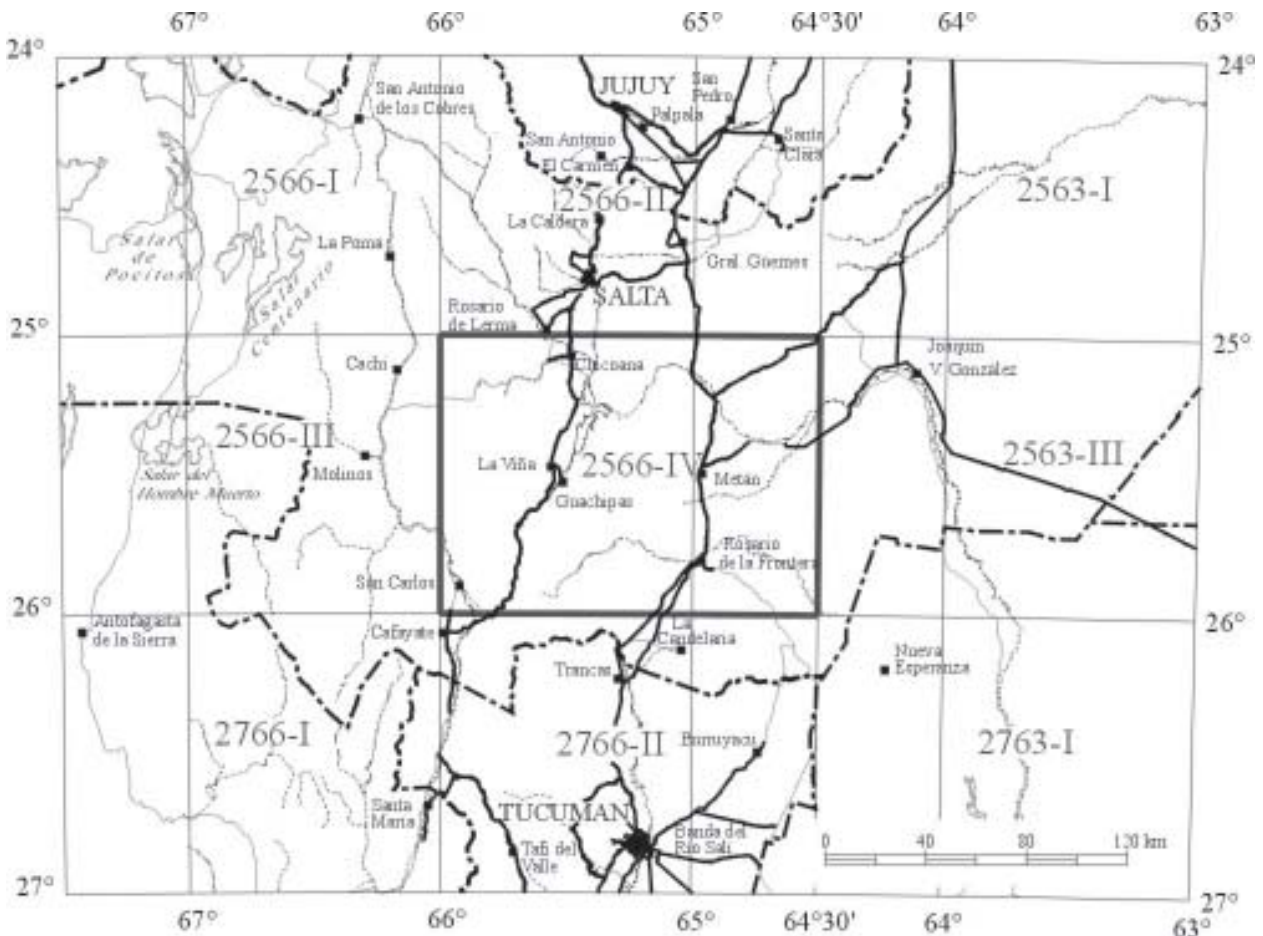 67° 66° 65° 64°30' 64° 63°
24° 24°
San Antonio
de los Cobres
JUJUY
San
Pedro
Palpala
San Antonio
El Carmen
Santa
Clara
2566-I
2566-II
2563-I
La Caldera
La Poma
Salar
de
Pocitos
Salar
Centenario
Gral. Güemes
SALTA
Rosario
de Lerma
25° 25°
Chicoana
Cachi
Joaquín
V. González
2566-III
Molinos
Salar del
Hombre Muerto
La Viña
2566-IV
Guachipas
Metán
2563-III
Rosario
de la Frontera
San Carlos
26° 26°
Antofagasta
de la Sierra
Cafayate
La
Candelaria
Trancas
Nueva
Esperanza
2766-I
2766-II
Burruyacu
2763-I
Santa
María
TUCUMAN
Tafi del
Valle
Banda del
Río Sali
0 40 80 120 km
27° 27°
67° 66° 65° 64°30' 64° 63°